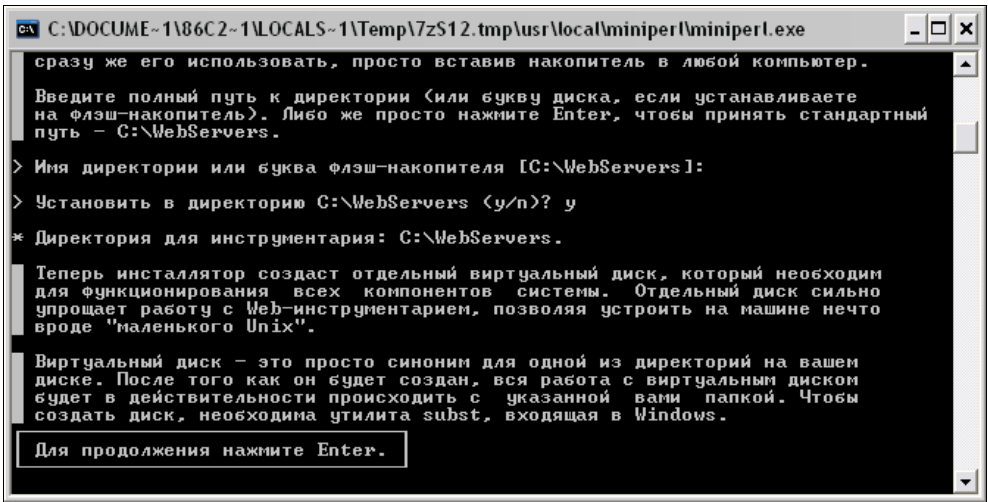 C:\DOCUME~1\86C2~1\LOCALS~1\Temp\7zS12.tmp\usr\local\miniperl\miniperl.exe
сразу же его использовать, просто вставив накопитель в любой компьютер.
Введите полный путь к директории (или букву диска, если устанавливаете
на флэш-накопитель). Либо же просто нажмите Enter, чтобы принять стандартный
путь - C:\WebServers.
> Имя директории или буква флэш-накопителя [C:\WebServers]:
> Установить в директорию C:\WebServers (y/n)? y
* Директория для инструментария: C:\WebServers.
Теперь инсталлятор создаст отдельный виртуальный диск, который необходим
для функционирования всех компонентов системы. Отдельный диск сильно
упрощает работу с Web-инструментарием, позволяя устроить на машине нечто
вроде "маленького Unix".
Виртуальный диск - это просто синоним для одной из директорий на вашем
диске. После того как он будет создан, вся работа с виртуальным диском
будет в действительности происходить с указанной вами папкой. Чтобы
создать диск, необходима утилита subst, входящая в Windows.
Для продолжения нажмите Enter.